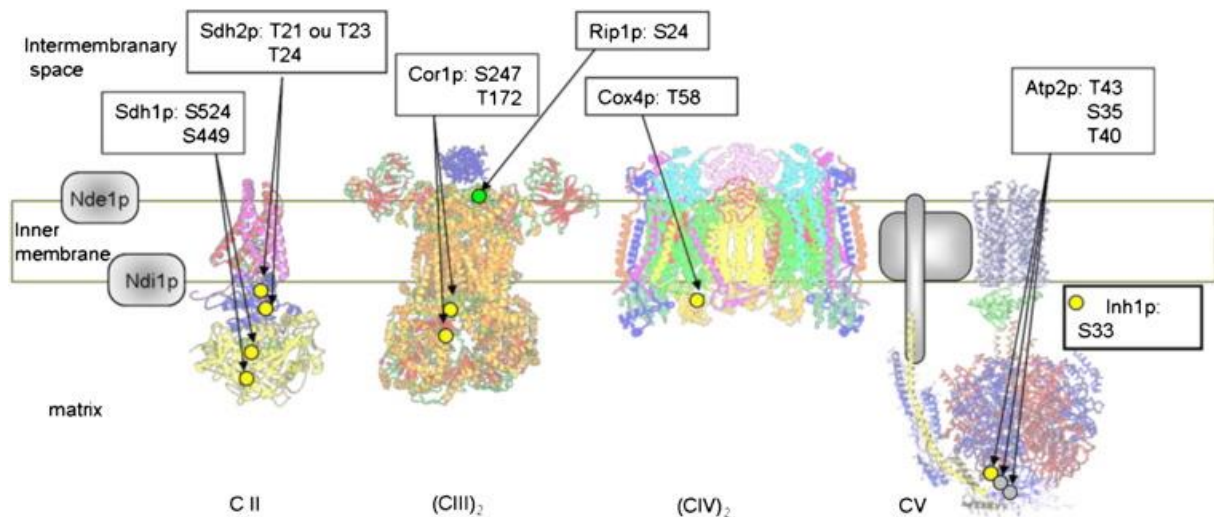 Intermembranary
space
Sdh2p: T21 ou T23
T24
Rip1p: S24
Cor1p: S247
T172
Cox4p: T58
Atp2p: T43
S35
T40
Sdh1p: S524
S449
Nde1p
Inner
membrane
Ndi1p
Inh1p:
S33
matrix
C II
(CIII)2
(CIV)2
CV